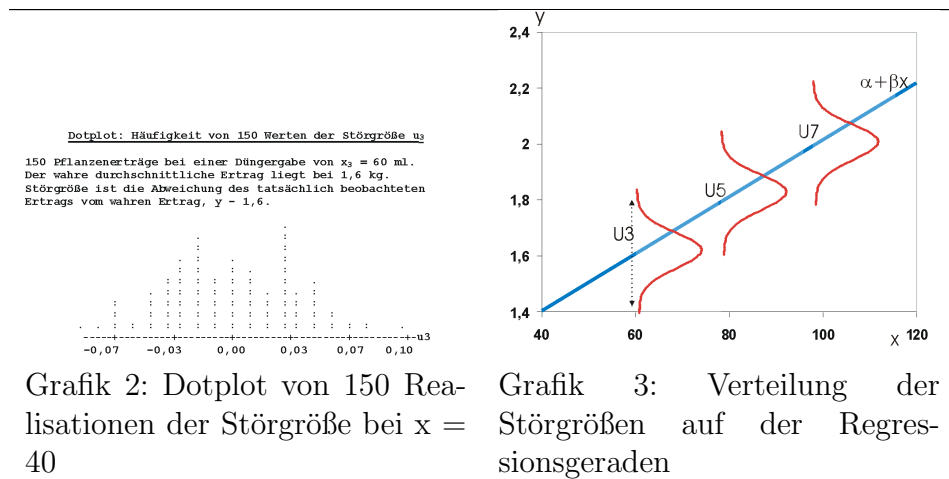 Dotplot: Häufigkeit von 150 Werten der Störgröße u3
150 Pflanzenerträge bei einer Düngergabe von x3 = 60 ml.
Der wahre durchschnittliche Ertrag liegt bei 1,6 kg.
Störgröße ist die Abweichung des tatsächlich beobachteten
Ertrags vom wahren Ertrag, y - 1,6.
u3
-0,07 -0,03 0,00 0,03 0,07 0,10
Grafik 2: Dotplot von 150 Rea-
lisationen der Störgröße bei x =
40
y
2,4
2,2
2
1,8
1,6
1,4
α+βx
U7
U5
U3
40 60 80 100 120
x
Grafik 3: Verteilung der
Störgrößen auf der Regres-
sionsgeraden